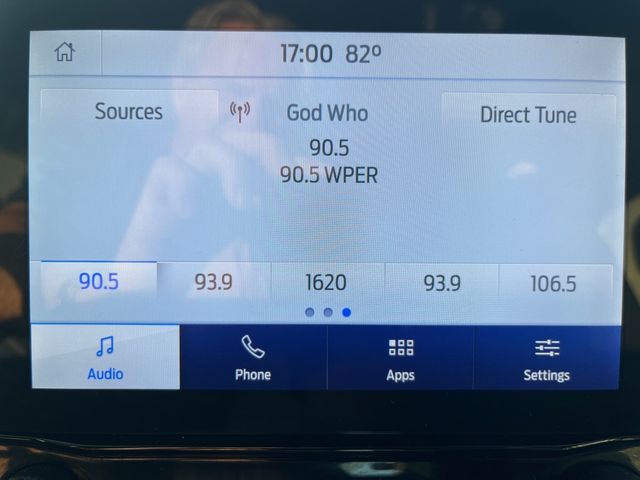 17:00 82º
Sources
God Who
Direct Tune
90.5
90.5 WPER
90.5
93.9
1620
93.9
106.5
Audio
Phone
Apps
Settings